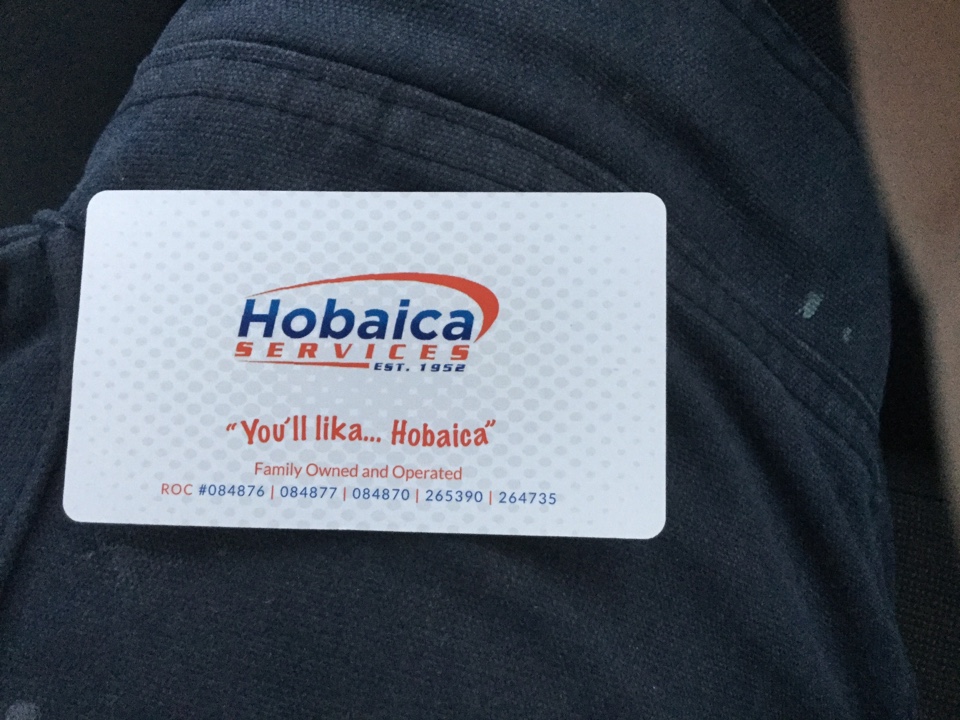 Hobaica
SERVICES
EST. 1952
"You'll lika... Hobaica"
Family Owned and Operated
ROC #084876 | 084877 | 084870 | 265390 | 264735